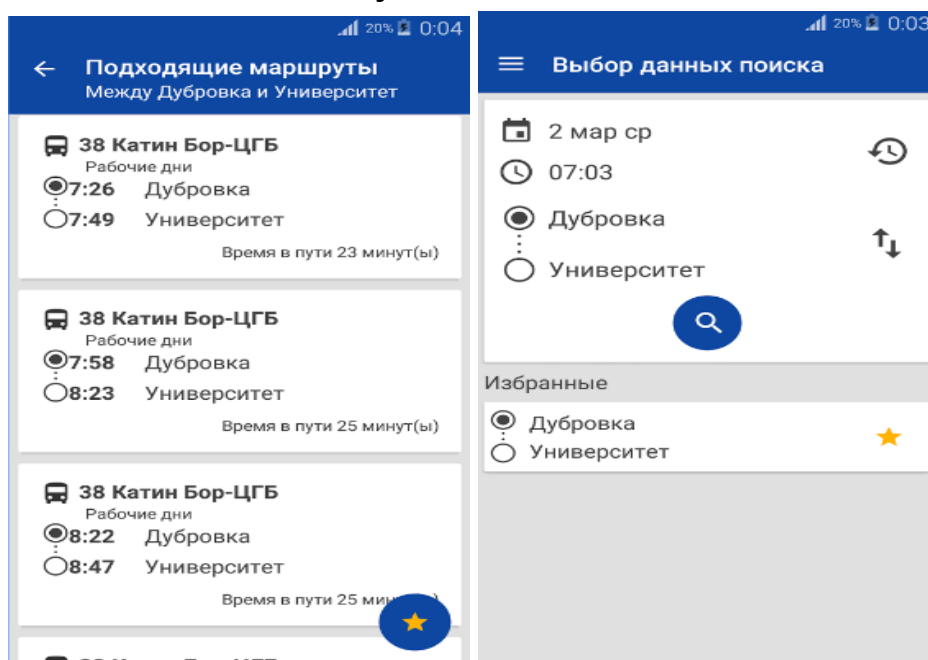 20% 0:04
Подходящие маршруты
Между Дубровка и Университет
38 Катин Бор-ЦГБ
Рабочие дни
7:26 Дубровка
7:49 Университет
Время в пути 23 минут(ы)
38 Катин Бор-ЦГБ
Рабочие дни
7:58 Дубровка
8:23 Университет
Время в пути 25 минут(ы)
38 Катин Бор-ЦГБ
Рабочие дни
8:22 Дубровка
8:47 Университет
Время в пути 25
20% 0:03
Выбор данных поиска
2 мар ср
07:03
Дубровка
Университет
Избранные
Дубровка
Университет